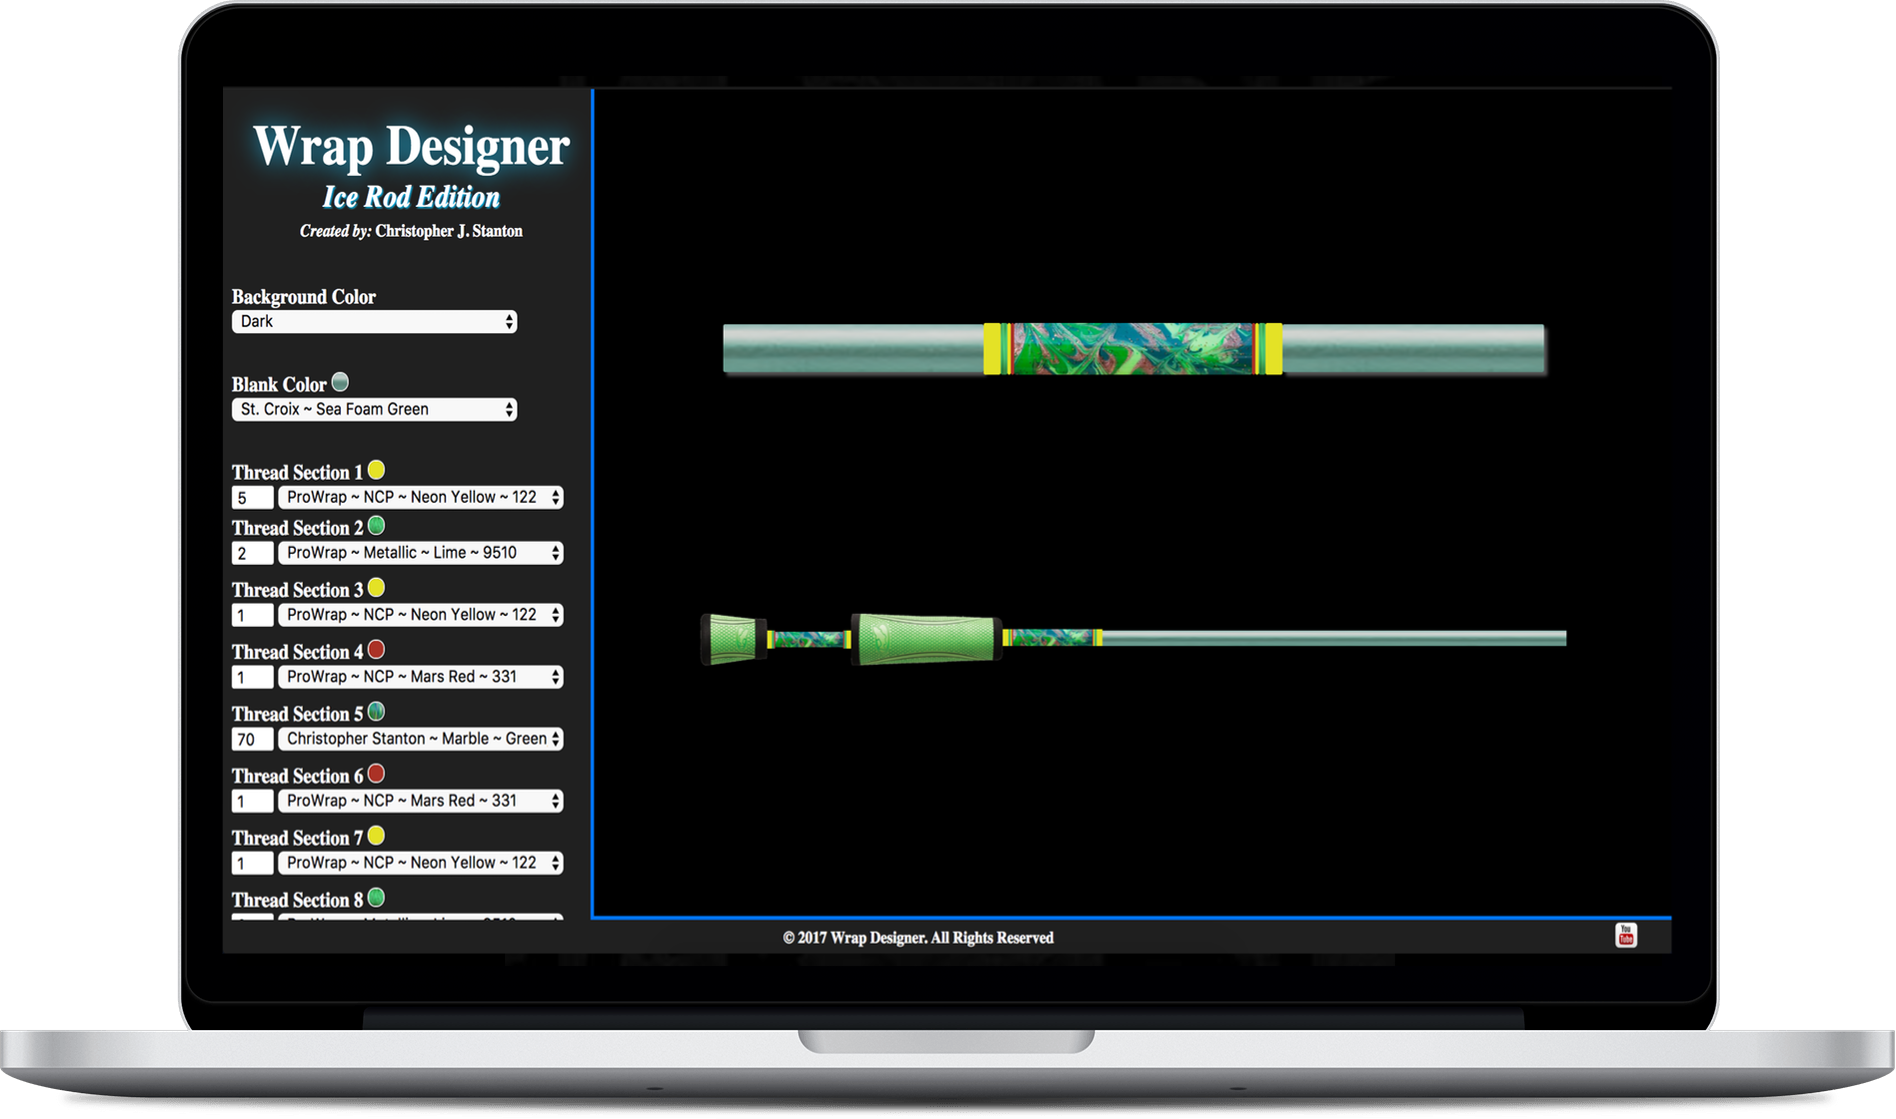 Wrap Designer
Ice Rod Edition
Created by: Christopher J. Stanton
Background Color
Dark
Blank Color
St. Croix ~ Sea Foam Green
Thread Section 1
5 ProWrap ~ NCP ~ Neon Yellow ~ 122
Thread Section 2
2 ProWrap ~ Metallic ~ Lime ~ 9510
Thread Section 3
1 ProWrap ~ NCP ~ Neon Yellow ~ 122
Thread Section 4
1 ProWrap ~ NCP ~ Mars Red ~ 331
Thread Section 5
70 Christopher Stanton ~ Marble ~ Green
Thread Section 6
1 ProWrap ~ NCP ~ Mars Red ~ 331
Thread Section 7
1 ProWrap ~ NCP ~ Neon Yellow ~ 122
Thread Section 8
© 2017 Wrap Designer. All Rights Reserved
You
Tube